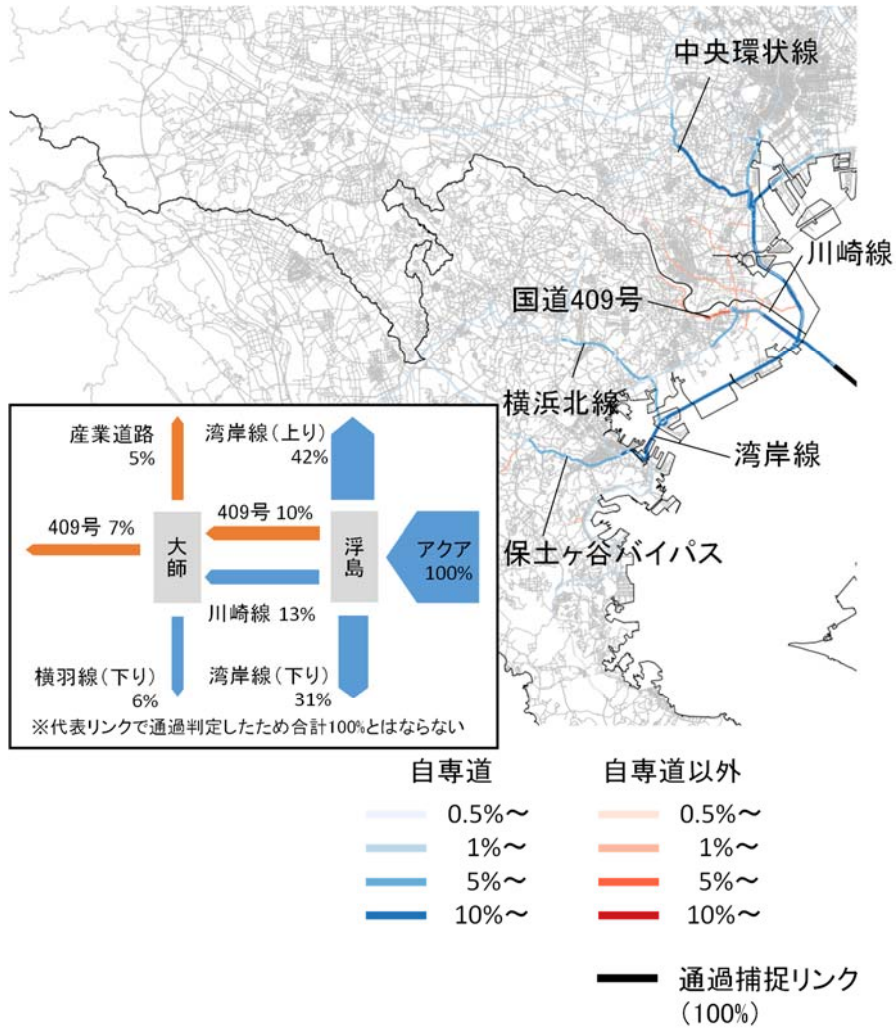 中央環状線
川崎線
国道409号
横浜北線
湾岸線
保土ヶ谷バイパス
産業道路
5%
湾岸線(上り)
42%
409号 7%
大師
409号 10%
浮島
アクア
100%
川崎線 13%
横羽線(下り)
6%
湾岸線(下り)
31%
※代表リンクで通過判定したため合計100%とはならない
自専道
自専道以外
0.5%~
0.5%~
1%~
1%~
5%~
5%~
10%~
10%~
通過捕捉リンク
(100%)